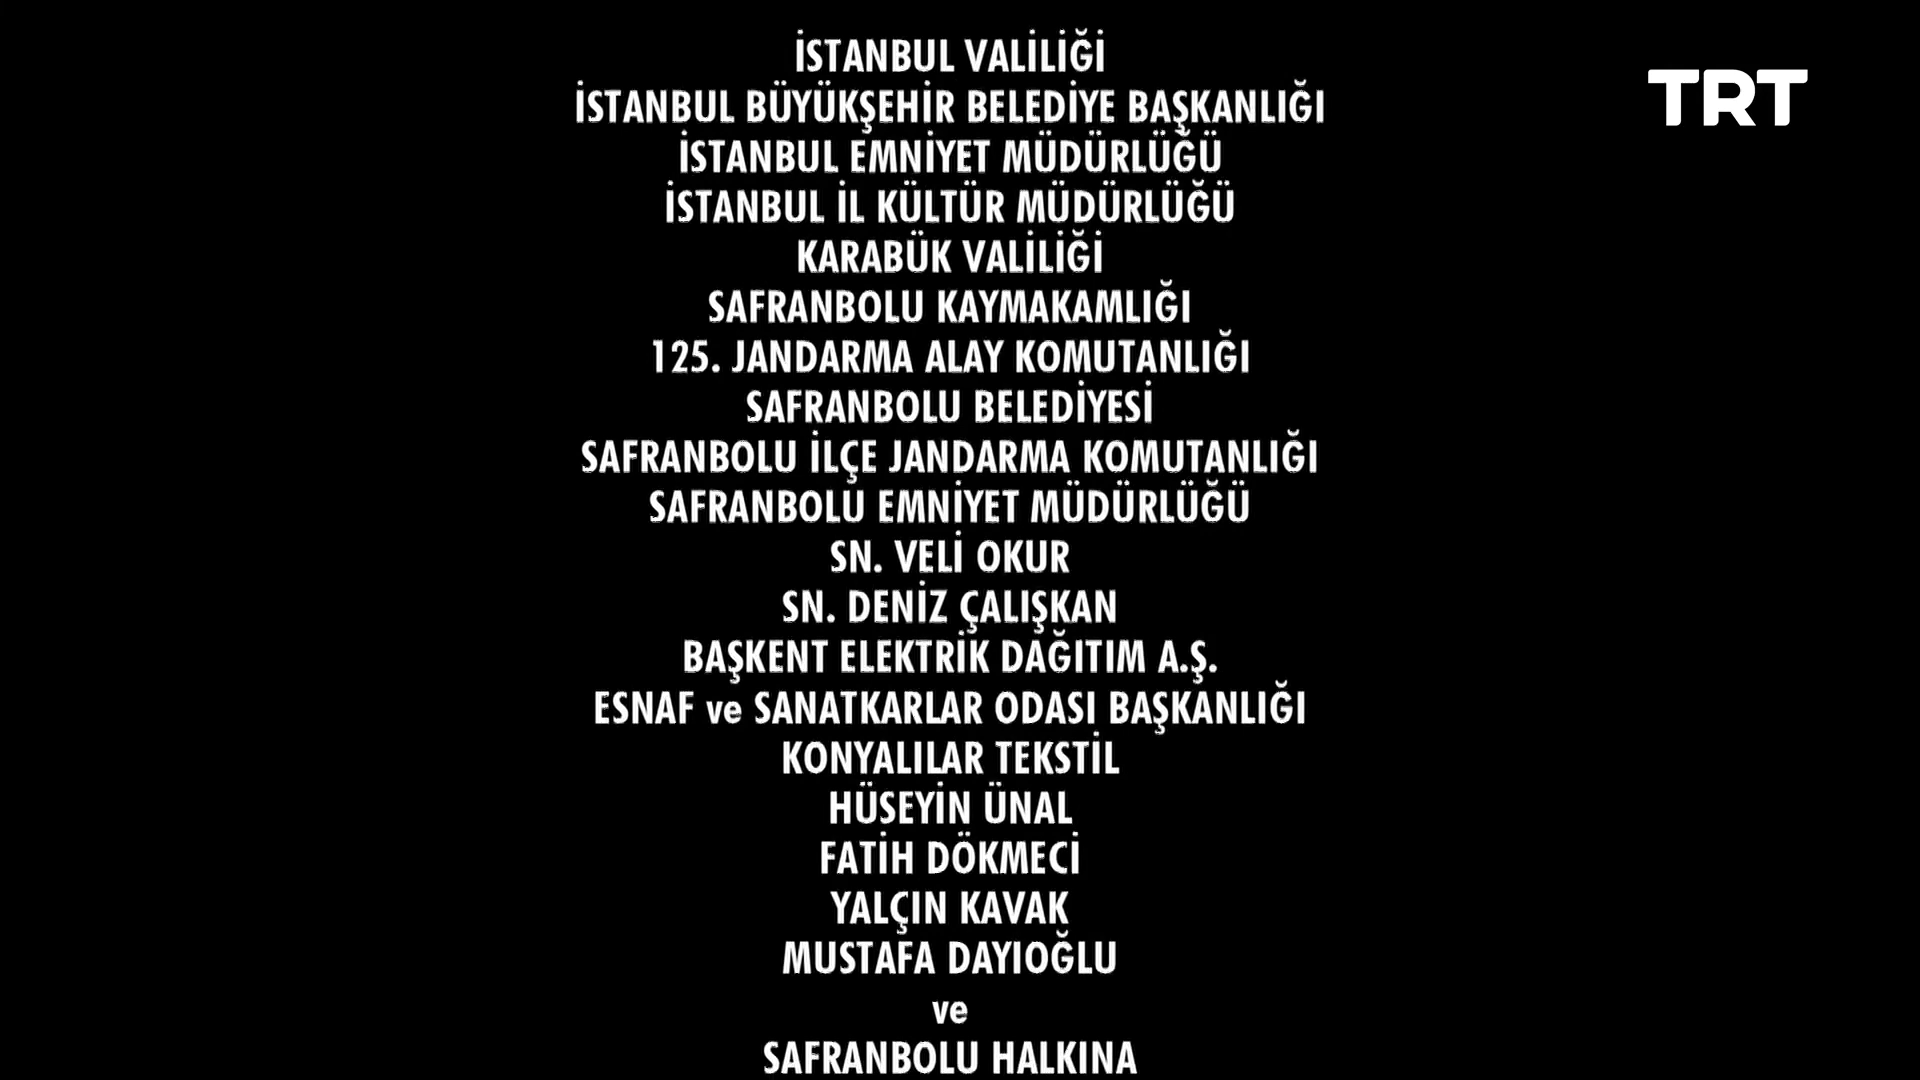 İSTANBUL VALİLİĞİ
TRT
İSTANBUL BÜYÜKŞEHİR BELEDİYE BAŞKANLIĞI
İSTANBUL EMNİYET MÜDÜRLÜĞÜ
İSTANBUL İL KÜLTÜR MÜDÜRLÜĞÜ
KARABÜK VALİLİĞİ
SAFRANBOLU KAYMAKAMLIĞI
125. JANDARMA ALAY KOMUTANLIĞI
SAFRANBOLU BELEDİYESİ
SAFRANBOLU İLÇE JANDARMA KOMUTANLIĞI
SAFRANBOLU EMNİYET MÜDÜRLÜĞÜ
SN. VELİ OKUR
SN. DENİZ ÇALIŞKAN
BAŞKENT ELEKTRİK DAĞITIM A.Ş.
ESNAF ve SANATKARLAR ODASI BAŞKANLIĞI
KONYALILAR TEKSTİL
HÜSEYİN ÜNAL
FATİH DÖKMECİ
YALÇIN KAVAK
MUSTAFA DAYIOĞLU
ve
SAFRANBOLU HALKINA